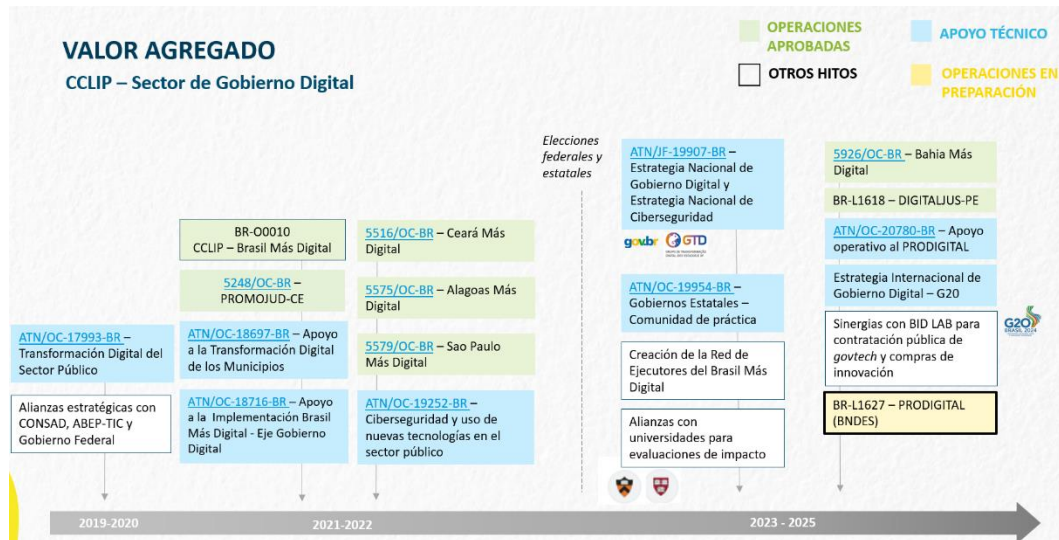 VALOR AGREGADO
CCLIP – Sector de Gobierno Digital
OPERACIONES
APROBADAS
APOYO TÉCNICO
OTROS HITOS
OPERACIONES EN
PREPARACIÓN
ATN/OC-17993-BR –
Transformación Digital del
Sector Público
Alianzas estratégicas con
CONSAD, ABEP-TIC y
Gobierno Federal
BR-O0010
CCLIP – Brasil Más Digital
5248/OC-BR –
PROMOJUD-CE
ATN/OC-18697-BR – Apoyo
a la Transformación Digital
de los Municipios
ATN/OC-18716-BR – Apoyo
a la Implementación Brasil
Más Digital - Eje Gobierno
Digital
5516/OC-BR – Ceará Más
Digital
5575/OC-BR – Alagoas Más
Digital
5579/OC-BR – Sao Paulo
Más Digital
ATN/OC-19252-BR –
Ciberseguridad y uso de
nuevas tecnologías en el
sector público
Elecciones
federales y
estatales
ATN/JF-19907-BR –
Estrategia Nacional de
Gobierno Digital y
Estrategia Nacional de
Ciberseguridad
gov.br
GTD
ATN/OC-19954-BR –
Gobiernos Estatales –
Comunidad de práctica
Creación de la Red de
Ejecutores del Brasil Más
Digital
Alianzas con
universidades para
evaluaciones de impacto
5926/OC-BR – Bahia Más
Digital
BR-L1618 – DIGITALJUS-PE
ATN/OC-20780-BR – Apoyo
operativo al PRODIGITAL
Estrategia Internacional de
Gobierno Digital – G20
Sinergias con BID LAB para
contratación pública de
govtech y compras de
innovación
G20
BRASIL 2024
BR-L1627 – PRODIGITAL
(BNDES)
2019-2020
2021-2022
2023 - 2025